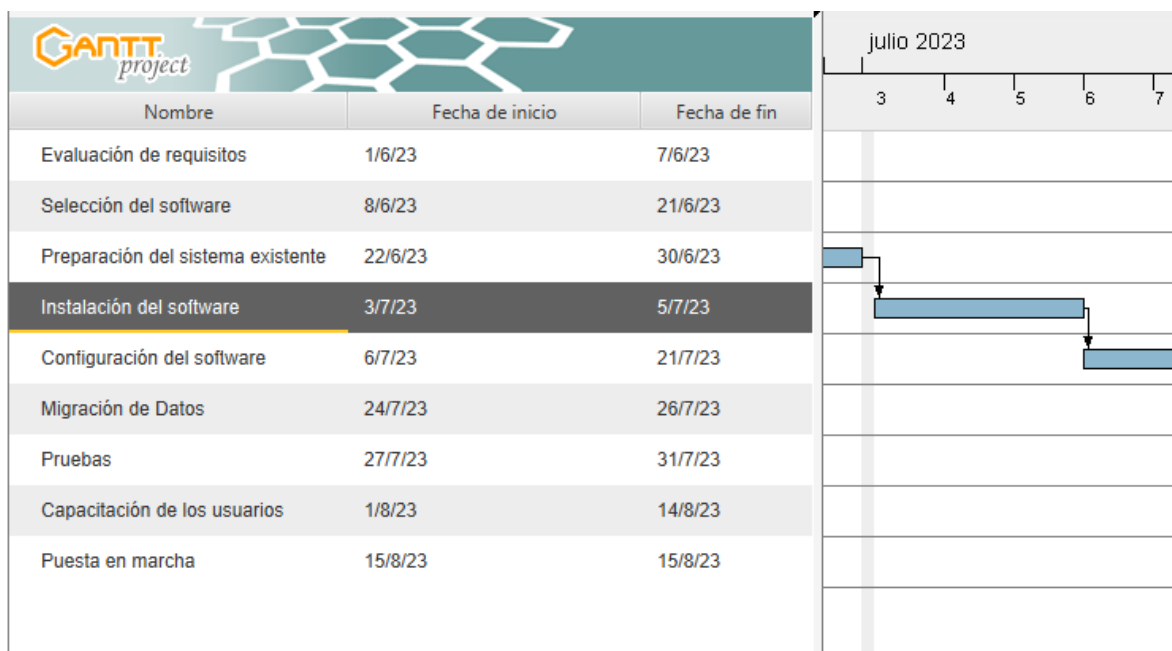 GANTT
project
julio 2023
3 4 5 6 7
Nombre Fecha de inicio Fecha de fin
Evaluación de requisitos 1/6/23 7/6/23
Selección del software 8/6/23 21/6/23
Preparación del sistema existente 22/6/23 30/6/23
Instalación del software 3/7/23 5/7/23
Configuración del software 6/7/23 21/7/23
Migración de Datos 24/7/23 26/7/23
Pruebas 27/7/23 31/7/23
Capacitación de los usuarios 1/8/23 14/8/23
Puesta en marcha 15/8/23 15/8/23